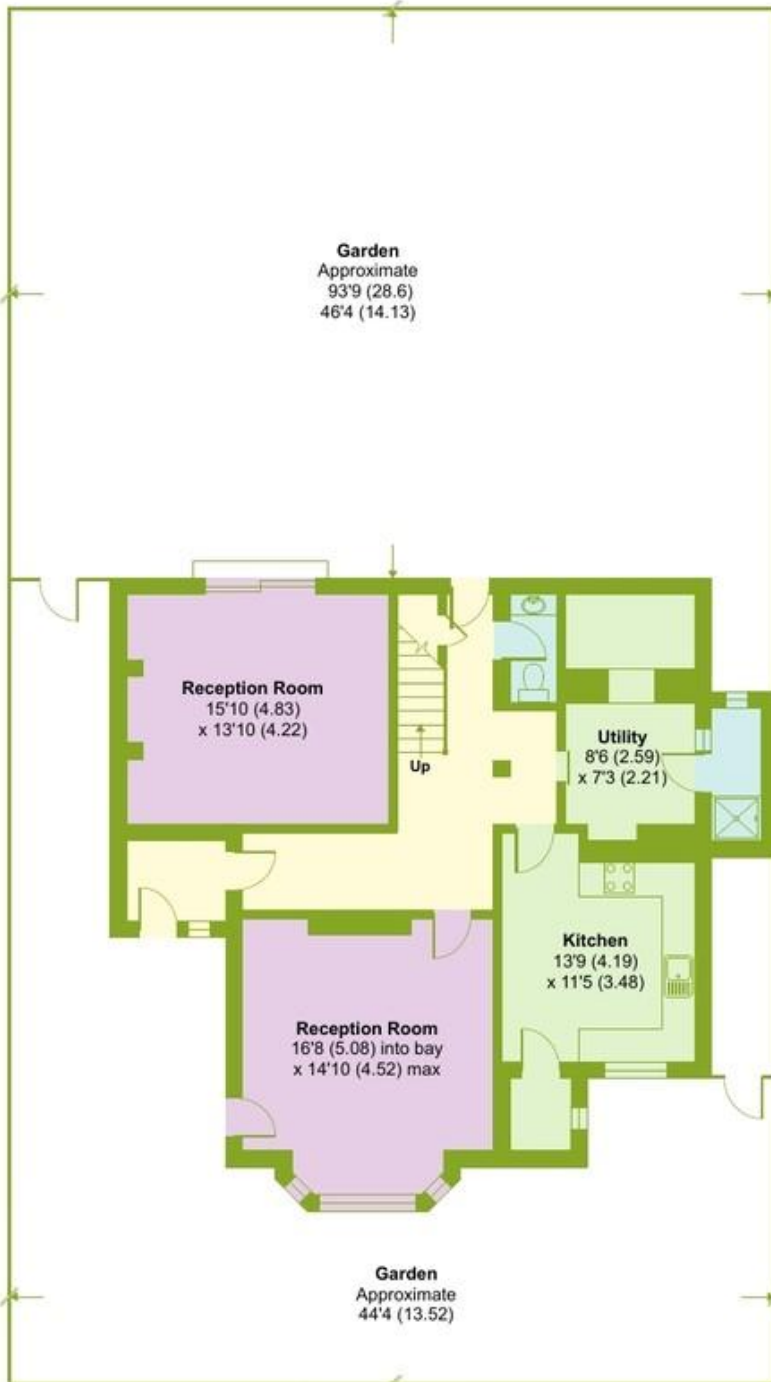 Garden
Approximate
93'9 (28.6)
46'4 (14.13)
Reception Room
15'10 (4.83)
x 13'10 (4.22)
Up
Utility
8'6 (2.59)
x 7'3 (2.21)
Kitchen
13'9 (4.19)
x 11'5 (3.48)
Reception Room
16'8 (5.08) into bay
x 14'10 (4.52) max
Garden
Approximate
44'4 (13.52)